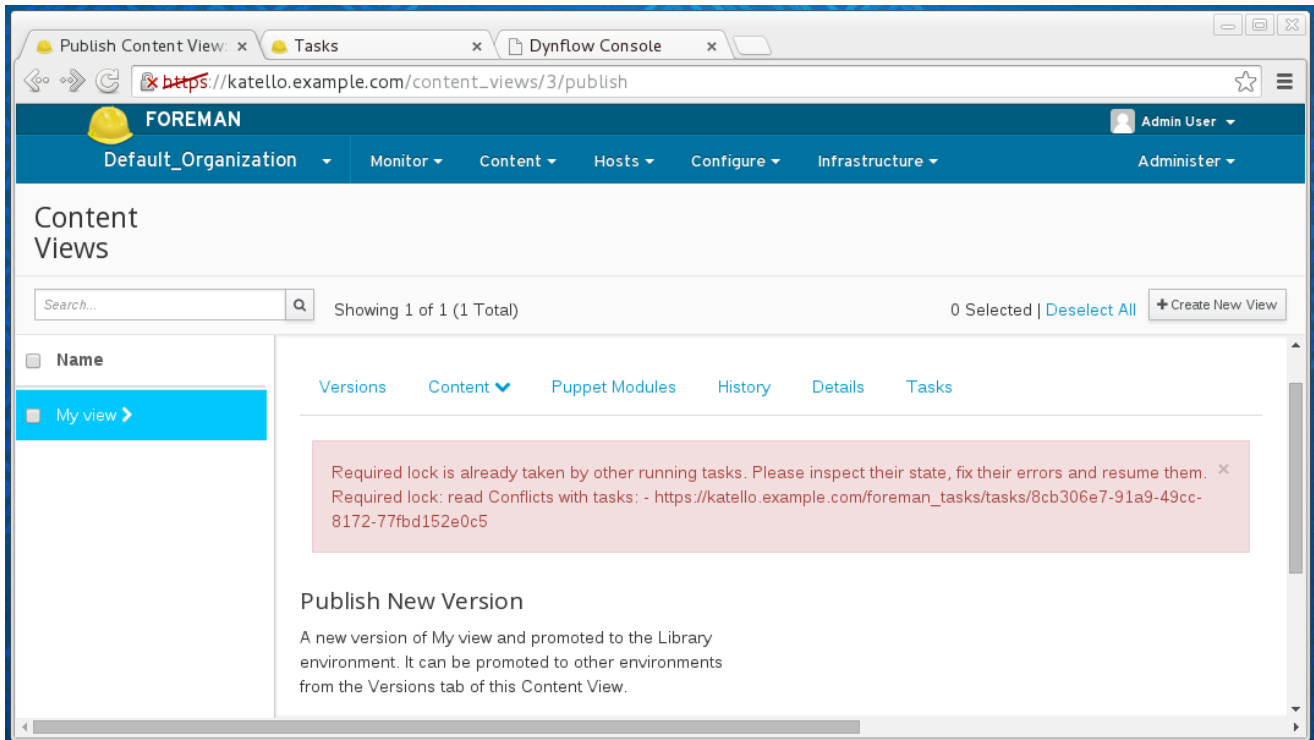 Publish Content View:
Tasks
Dynflow Console
https://katello.example.com/content_views/3/publish
FOREMAN
Admin User
Default_Organization
Monitor
Content
Hosts
Configure
Infrastructure
Administer
Content
Views
Search...
Showing 1 of 1 (1 Total)
0 Selected | Deselect All
+ Create New View
Name
Versions
Content
Puppet Modules
History
Details
Tasks
My view
Required lock is already taken by other running tasks. Please inspect their state, fix their errors and resume them.
Required lock: read Conflicts with tasks: - https://katello.example.com/foreman_tasks/tasks/8cb306e7-91a9-49cc-
8172-77fbd152e0c5
Publish New Version
A new version of My view and promoted to the Library
environment. It can be promoted to other environments
from the Versions tab of this Content View.